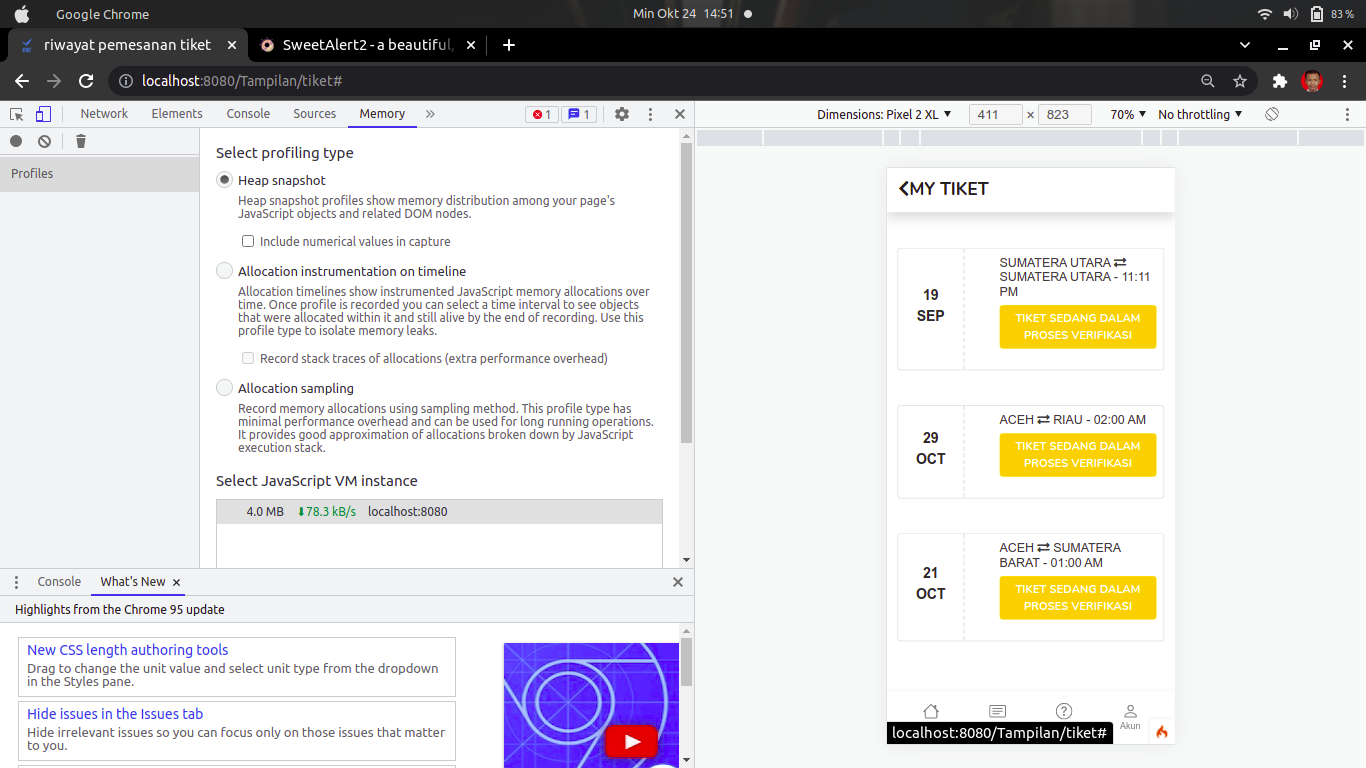 Google Chrome
Min Okt 24 14:51
83 %
riwayat pemesanan tiket
SweetAlert2 - a beautiful,
localhost:8080/Tampilan/tiket#
Network
Elements
Console
Sources
Memory
1
1
Dimensions: Pixel 2 XL
411
×
823
70%
No throttling
Profiles
Select profiling type
Heap snapshot
Heap snapshot profiles show memory distribution among your page's
JavaScript objects and related DOM nodes.
Include numerical values in capture
Allocation instrumentation on timeline
Allocation timelines show instrumented JavaScript memory allocations over
time. Once profile is recorded you can select a time interval to see objects
that were allocated within it and still alive by the end of recording. Use this
profile type to isolate memory leaks.
Record stack traces of allocations (extra performance overhead)
Allocation sampling
Record memory allocations using sampling method. This profile type has
minimal performance overhead and can be used for long running operations.
It provides good approximation of allocations broken down by JavaScript
execution stack.
Select JavaScript VM instance
4.0 MB 78.3 kB/s localhost:8080
Console
What's New
Highlights from the Chrome 95 update
New CSS length authoring tools
Drag to change the unit value and select unit type from the dropdown
in the Styles pane.
Hide issues in the Issues tab
Hide irrelevant issues so you can focus only on those issues that matter
to you.
MY TIKET
19
SEP
SUMATERA UTARA ⇄
SUMATERA UTARA - 11:11
PM
TIKET SEDANG DALAM
PROSES VERIFIKASI
29
OCT
ACEH ⇄ RIAU - 02:00 AM
TIKET SEDANG DALAM
PROSES VERIFIKASI
21
OCT
ACEH ⇄ SUMATERA
BARAT - 01:00 AM
TIKET SEDANG DALAM
PROSES VERIFIKASI
Akun
localhost:8080/Tampilan/tiket#